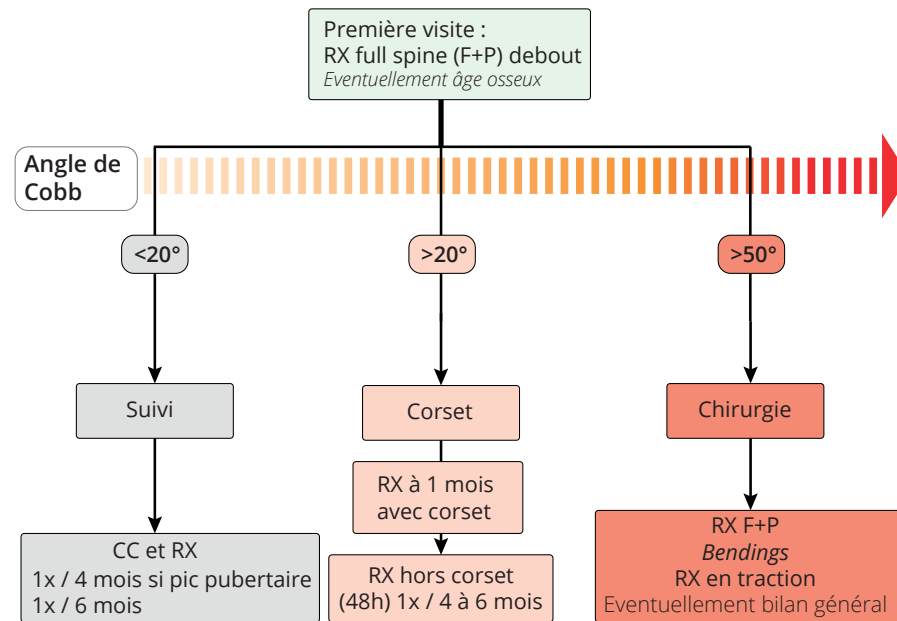 Première visite :
RX full spine (F+P) debout
Eventuellement âge osseux
Angle de
Cobb
<20°
>20°
>50°
Suivi
Corset
Chirurgie
RX à 1 mois
avec corset
CC et RX
1x / 4 mois si pic pubertaire
1x / 6 mois
RX hors corset
(48h) 1x / 4 à 6 mois
RX F+P
Bendings
RX en traction
Eventuellement bilan général